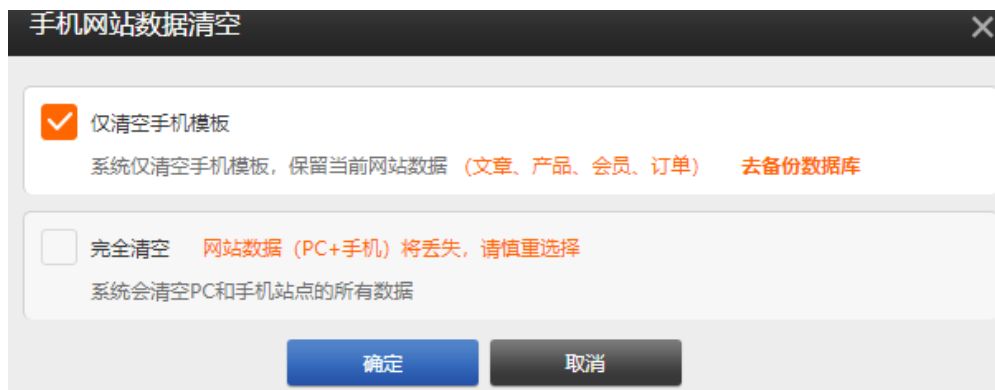 手机网站数据清空
仅清空手机模板
系统仅清空手机模板，保留当前网站数据 （文章、产品、会员、订单） 去备份数据库
完全清空 网站数据（PC+手机）将丢失，请慎重选择
系统会清空PC和手机站点的所有数据
确定 取消